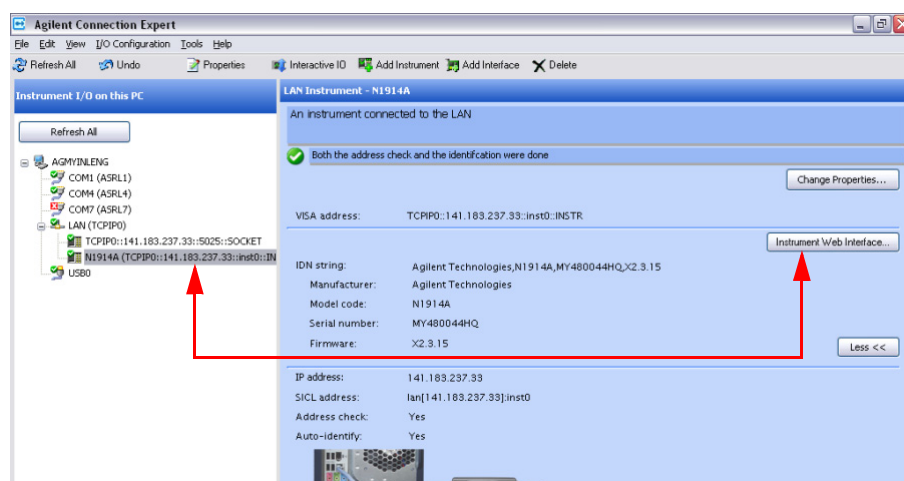 Agilent Connection Expert
File Edit View I/O Configuration Tools Help
Refresh All Undo Properties Interactive IO Add Instrument Add Interface Delete
Instrument I/O on this PC
Refresh All
AGMYINLENG
COM1 (ASRL1)
COM4 (ASRL4)
COM7 (ASRL7)
LAN (TCPIP0)
TCPIP0::141.183.237.33::5025::SOCKET
N1914A (TCPIP0::141.183.237.33::inst0::IN
USB0
LAN Instrument - N1914A
An instrument connected to the LAN
Both the address check and the identifcation were done
Change Properties...
VISA address: TCPIP0::141.183.237.33::inst0::INSTR
Instrument Web Interface...
IDN string: Agilent Technologies,N1914A,MY480044HQ,X2.3.15
Manufacturer: Agilent Technologies
Model code: N1914A
Serial number: MY480044HQ
Firmware: X2.3.15
Less <<
IP address: 141.183.237.33
SICL address: lan[141.183.237.33]:inst0
Address check: Yes
Auto-identify: Yes